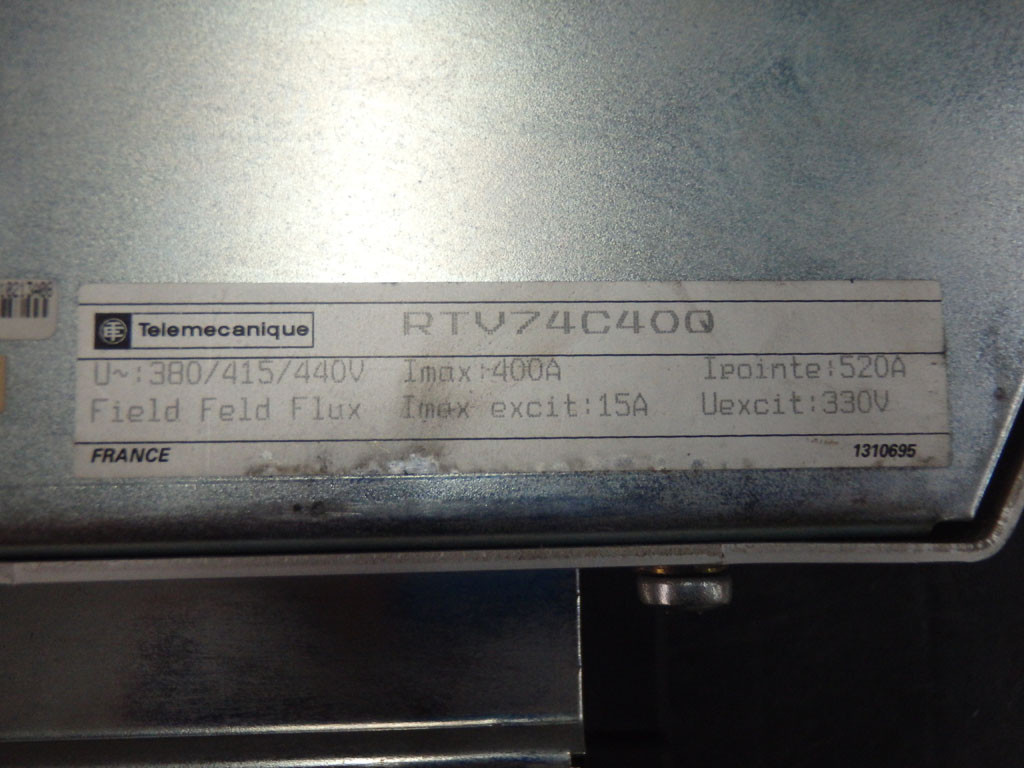 Telemecanique RTV74C40Q
U~:380/415/440V Imax:400A Ipointe:520A
Field Feld Flux Imax excit:15A Uexcit:330V
FRANCE 1310695